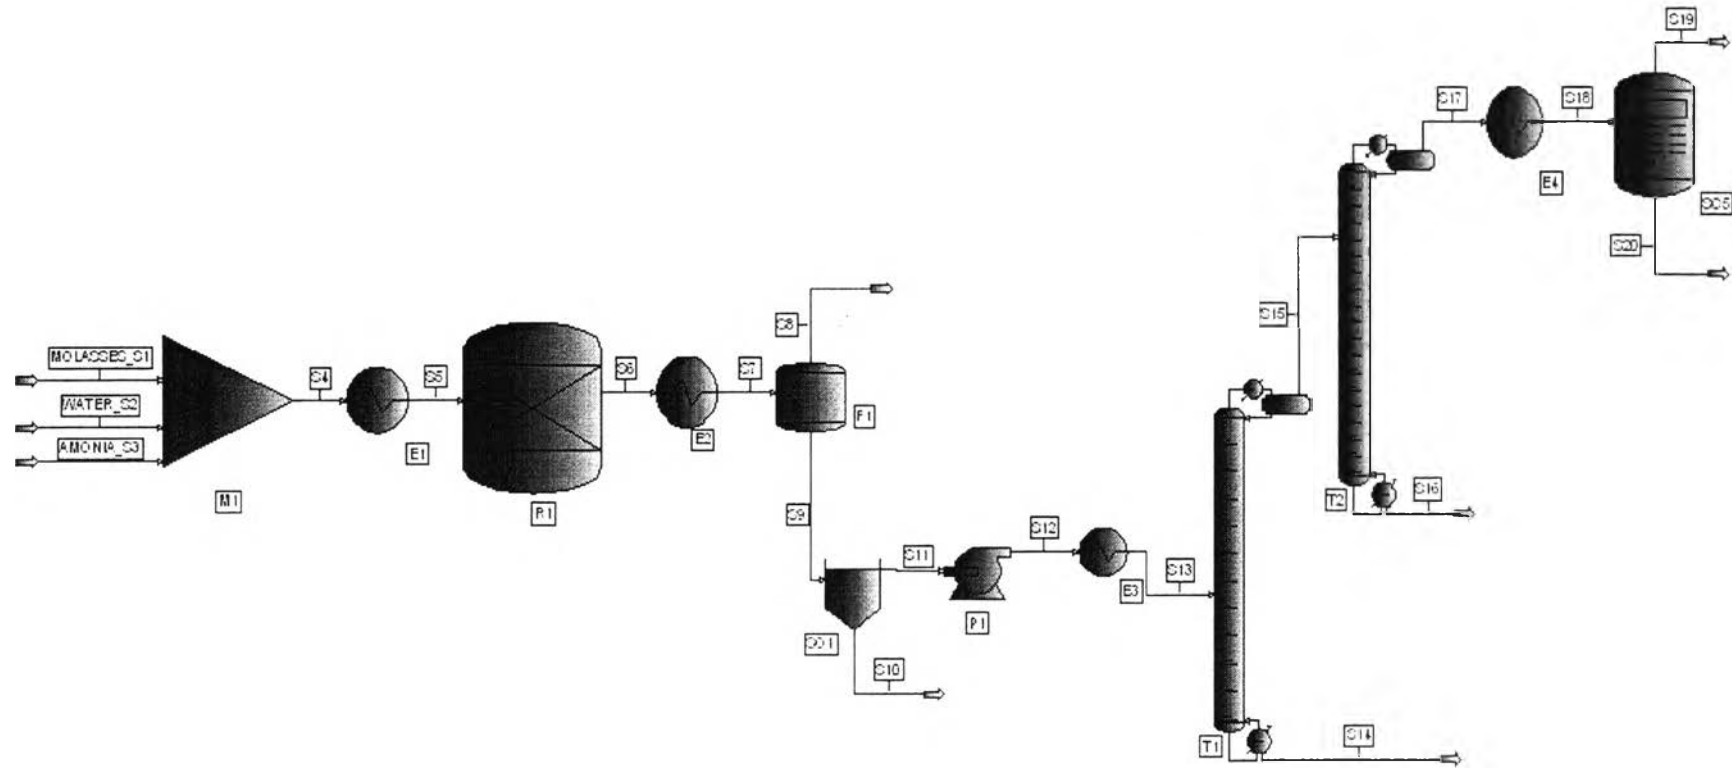 MOLASSES_S1
WATER_S2
AMONIA_S3
M1
S4
E1
S5
R1
S6
E2
S7
S8
F1
S9
S10
S11
P1
S12
E3
S13
T1
S14
S15
T2
S16
S17
E4
S18
S19
S20